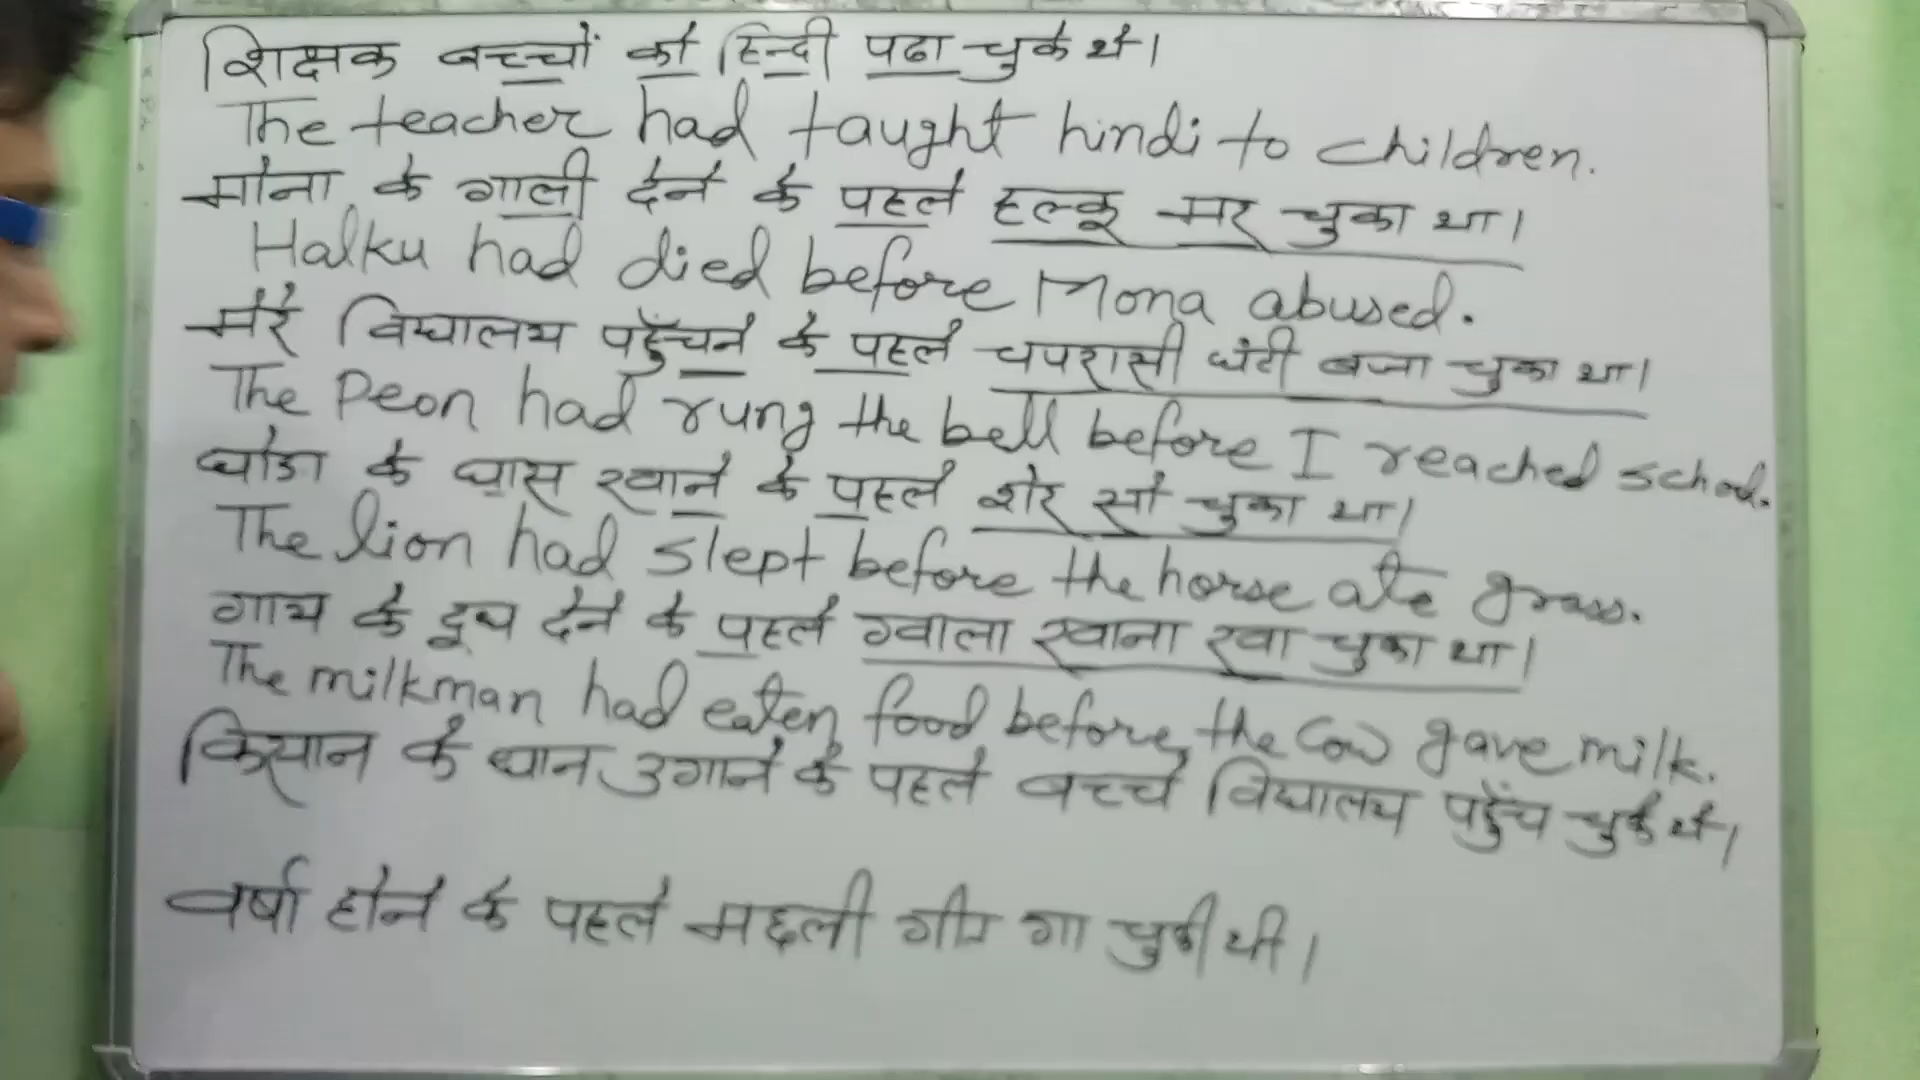 शिक्षक बच्चों को हिन्दी पढा चुके थे।
The teacher had taught hindi to children.
मोना के गाली देने के पहले हल्कू मर चुका था।
Halku had died before Mona abused.
मेरे विद्यालय पहुँचने के पहले चपरासी घंटी बजा चुका था।
The Peon had rung the bell before I reached school.
घोडा के घास खाने के पहले शेर सो चुका था।
The lion had slept before the horse ate grass.
गाय के दूध देने के पहले ग्वाला खाना खा चुका था।
The milkman had eaten food before the Cow gave milk.
किसान के धान उगाने के पहले बच्चे विद्यालय पहुँच चुके थे।
वर्षा होने के पहले मछली गीत गा चुकी थी।